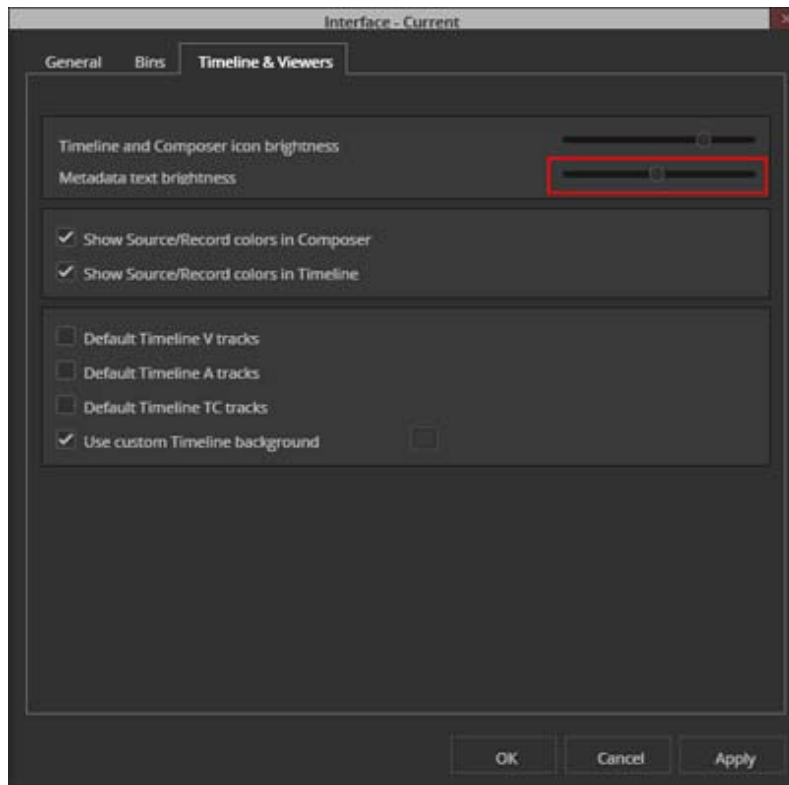 Interface - Current
General Bins Timeline & Viewers
Timeline and Composer icon brightness
Metadata text brightness
Show Source/Record colors in Composer
Show Source/Record colors in Timeline
Default Timeline V tracks
Default Timeline A tracks
Default Timeline TC tracks
Use custom Timeline background
OK Cancel Apply